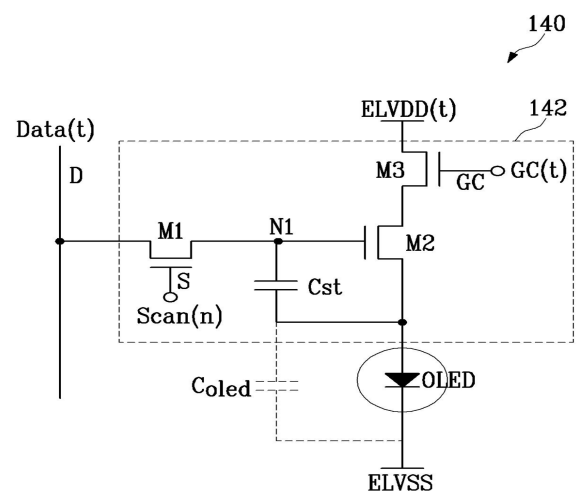 140
ELVDD(t)
142
Data(t)
D
M3
GC
GC(t)
M1
N1
M2
S
Cst
Scan(n)
Coled
OLED
ELVSS